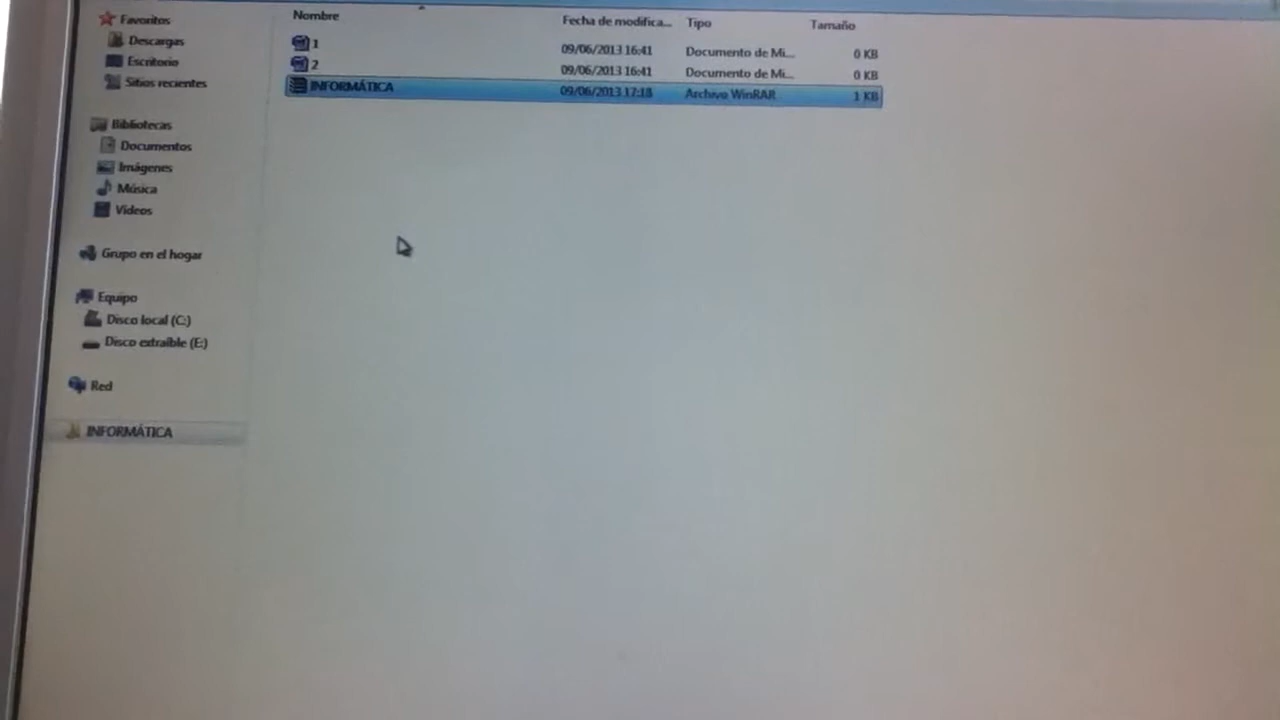 Favoritos
Descargas
Escritorio
Sitios recientes
Bibliotecas
Documentos
Imágenes
Música
Vídeos
Grupo en el hogar
Equipo
Disco local (C:)
Disco extraíble (E:)
Red
INFORMÁTICA
Nombre Fecha de modifica... Tipo Tamaño
1 09/06/2013 16:41 Documento de Mi... 0 KB
2 09/06/2013 16:41 Documento de Mi... 0 KB
INFORMÁTICA 09/06/2013 17:18 Archivo WinRAR 1 KB